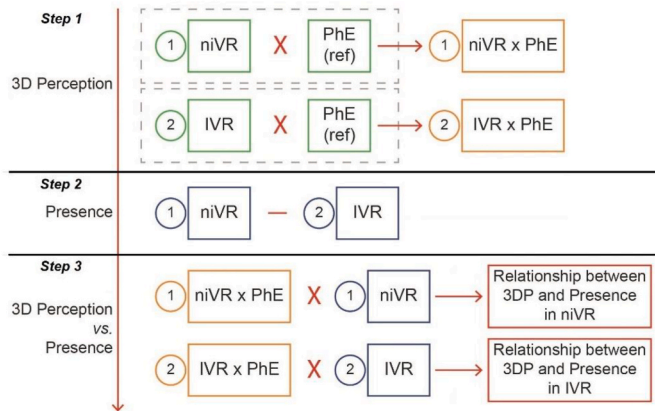 Step 1
3D Perception
1 niVR X PhE (ref) 1 niVR x PhE
2 IVR X PhE (ref) 2 IVR x PhE
Step 2
Presence
1 niVR — 2 IVR
Step 3
3D Perception
vs.
Presence
1 niVR x PhE X 1 niVR
Relationship between
3DP and Presence
in niVR
2 IVR x PhE X 2 IVR
Relationship between
3DP and Presence
in IVR